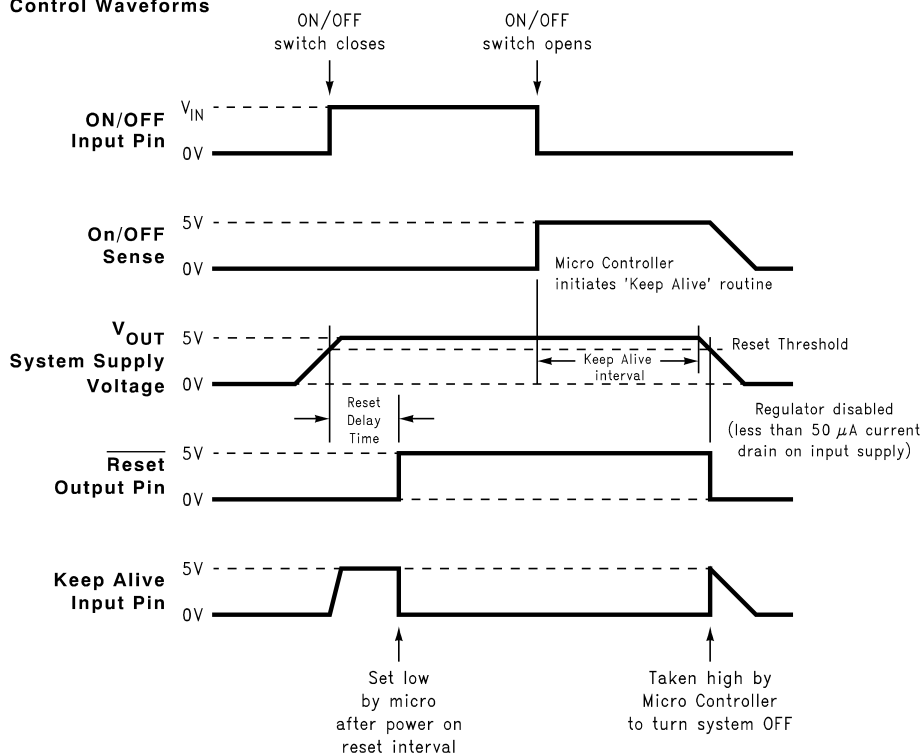 Control Waveforms
ON/OFF
switch closes
ON/OFF
switch opens
ON/OFF
Input Pin
VIN
0V
On/OFF
Sense
5V
0V
Micro Controller
initiates 'Keep Alive' routine
VOUT
System Supply
Voltage
5V
0V
Reset Threshold
Keep Alive
interval
Reset
Delay
Time
Regulator disabled
(less than 50 μA current
drain on input supply)
Reset
Output Pin
5V
0V
Keep Alive
Input Pin
5V
0V
Set low
by micro
after power on
reset interval
Taken high by
Micro Controller
to turn system OFF